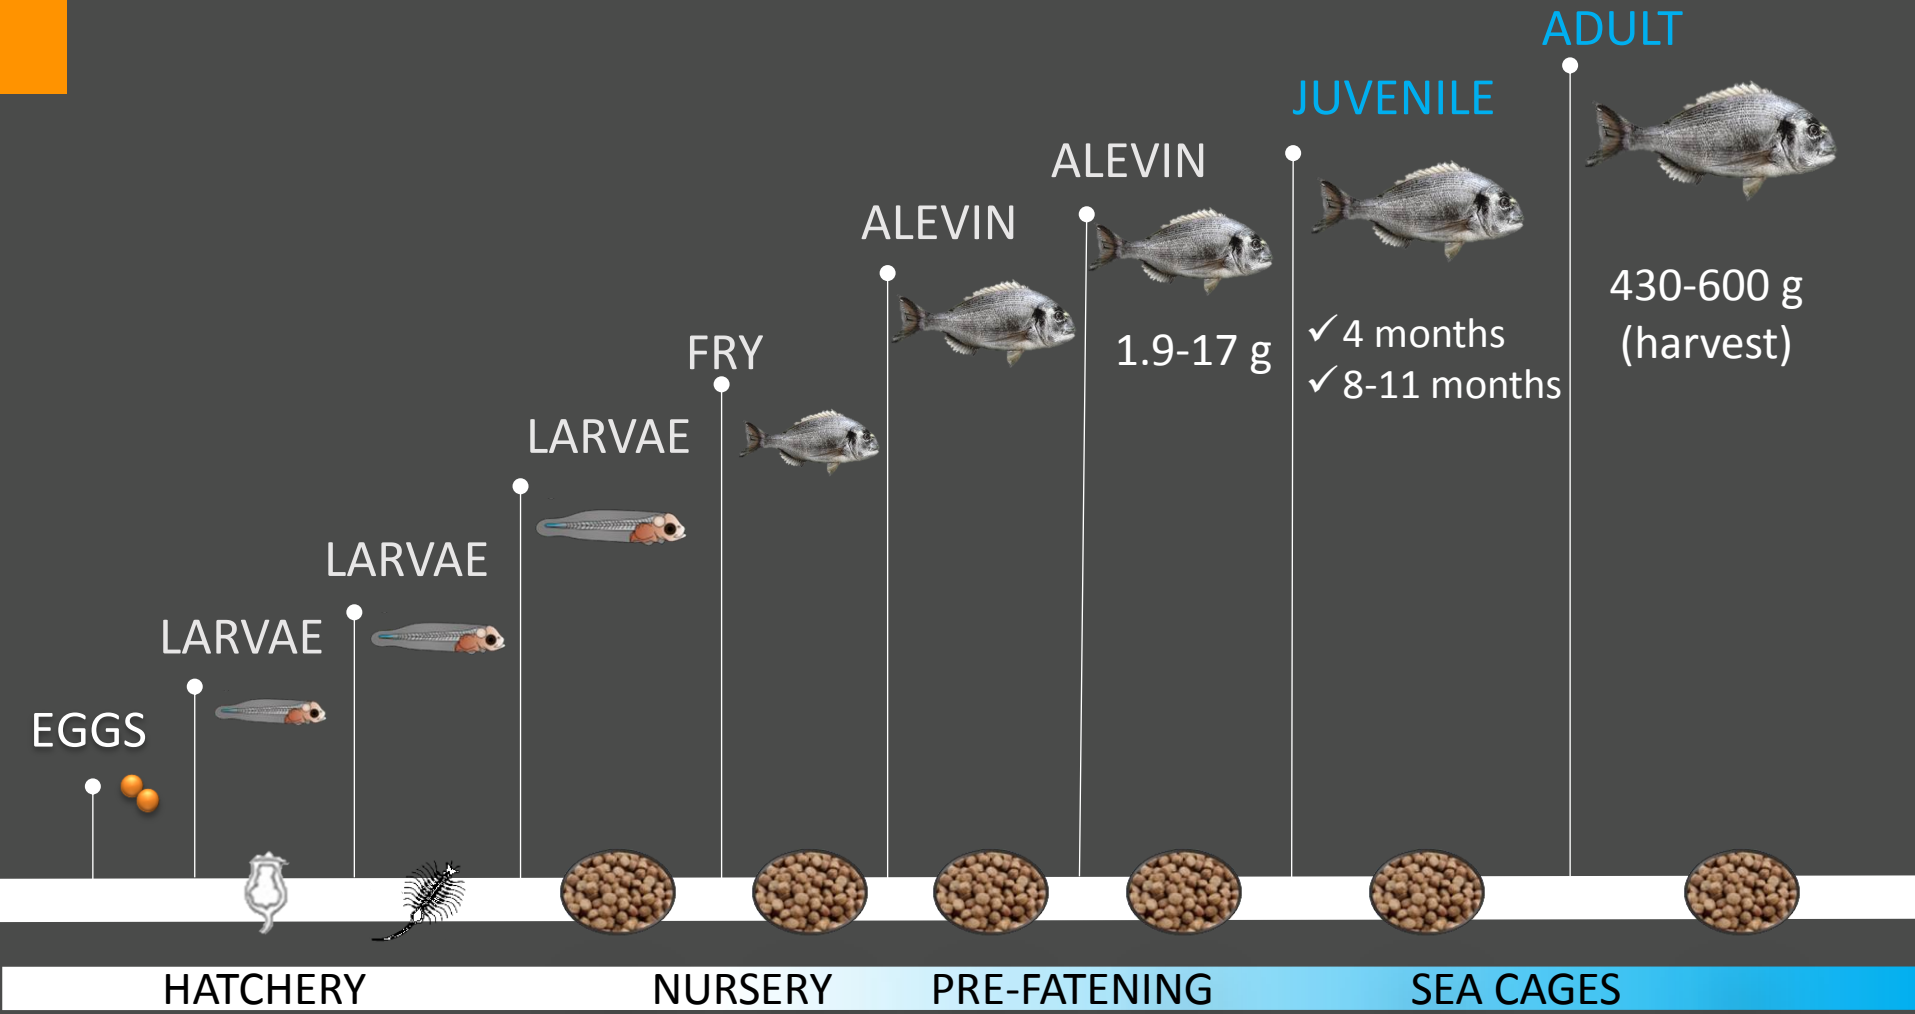 EGGS
LARVAE
LARVAE
LARVAE
FRY
ALEVIN
ALEVIN
1.9-17 g
JUVENILE
✓ 4 months
✓ 8-11 months
ADULT
430-600 g
(harvest)
HATCHERY
NURSERY
PRE-FATENING
SEA CAGES